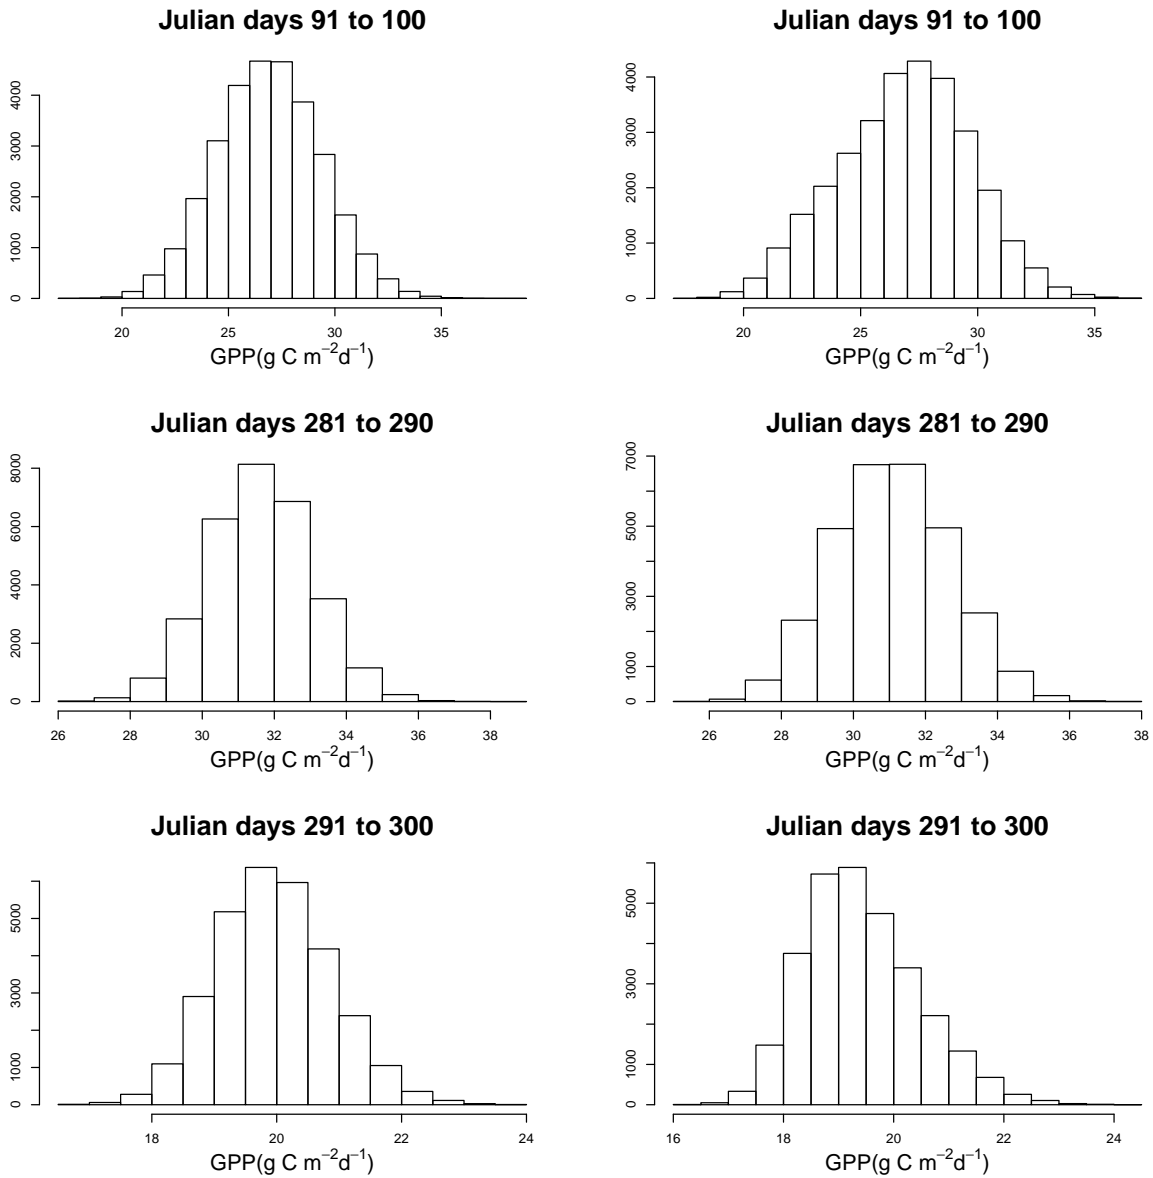 Julian days 91 to 100
4000
3000
2000
1000
0
20 25 30 35
GPP(g C m−2d−1)
Julian days 91 to 100
4000
3000
2000
1000
0
20 25 30 35
GPP(g C m−2d−1)
Julian days 281 to 290
8000
6000
4000
2000
0
26 28 30 32 34 36 38
GPP(g C m−2d−1)
Julian days 281 to 290
7000
5000
3000
1000
0
26 28 30 32 34 36 38
GPP(g C m−2d−1)
Julian days 291 to 300
5000
3000
1000
0
18 20 22 24
GPP(g C m−2d−1)
Julian days 291 to 300
5000
3000
1000
0
16 18 20 22 24
GPP(g C m−2d−1)